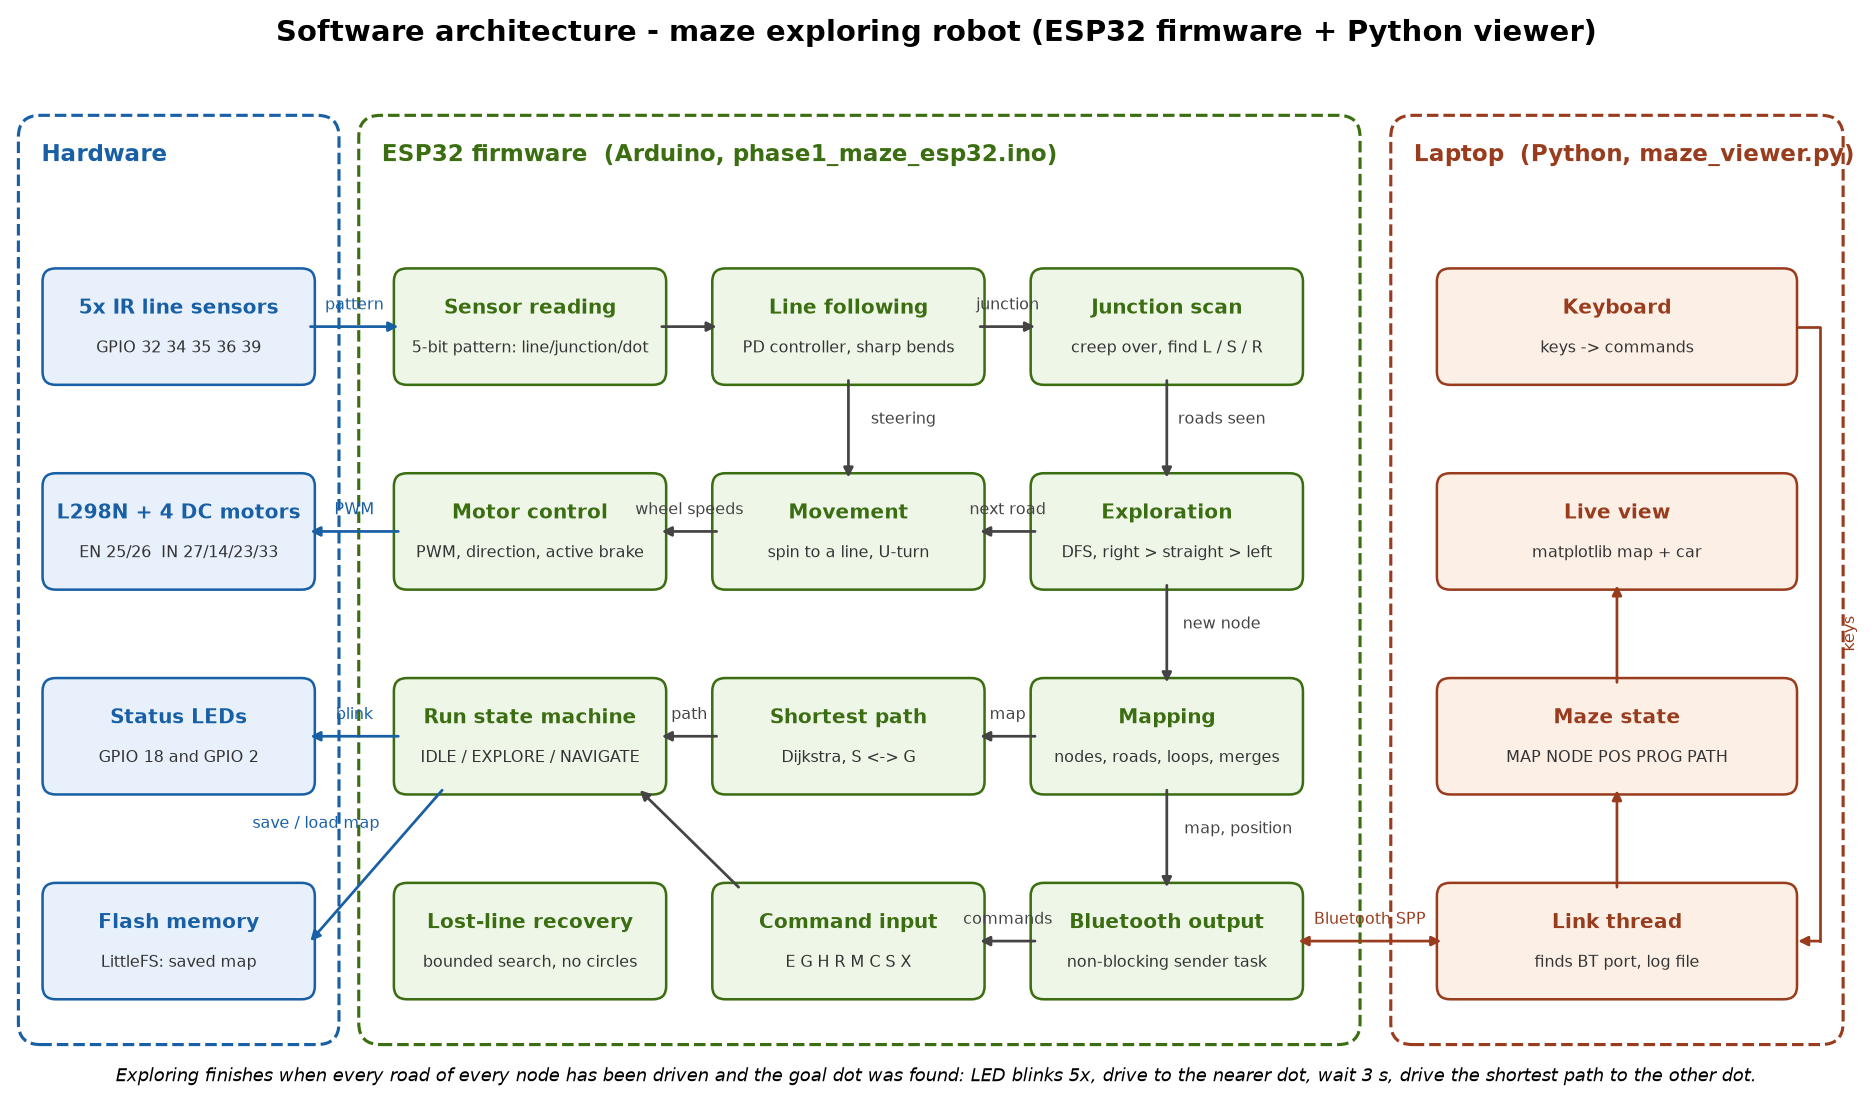 Software architecture - maze exploring robot (ESP32 firmware + Python viewer)
Hardware
ESP32 firmware  (Arduino, phase1_maze_esp32.ino)
Laptop  (Python, maze_viewer.py)
5x IR line sensors
GPIO 32 34 35 36 39
pattern
Sensor reading
5-bit pattern: line/junction/dot
Line following
PD controller, sharp bends
junction
Junction scan
creep over, find L / S / R
Keyboard
keys -> commands
steering
roads seen
L298N + 4 DC motors
EN 25/26  IN 27/14/23/33
PWM
Motor control
PWM, direction, active brake
wheel speeds
Movement
spin to a line, U-turn
next road
Exploration
DFS, right > straight > left
Live view
matplotlib map + car
new node
keys
Status LEDs
GPIO 18 and GPIO 2
blink
Run state machine
IDLE / EXPLORE / NAVIGATE
path
Shortest path
Dijkstra, S <-> G
map
Mapping
nodes, roads, loops, merges
Maze state
MAP NODE POS PROG PATH
save / load map
map, position
Flash memory
LittleFS: saved map
Lost-line recovery
bounded search, no circles
Command input
E G H R M C S X
commands
Bluetooth output
non-blocking sender task
Bluetooth SPP
Link thread
finds BT port, log file
Exploring finishes when every road of every node has been driven and the goal dot was found: LED blinks 5x, drive to the nearer dot, wait 3 s, drive the shortest path to the other dot.